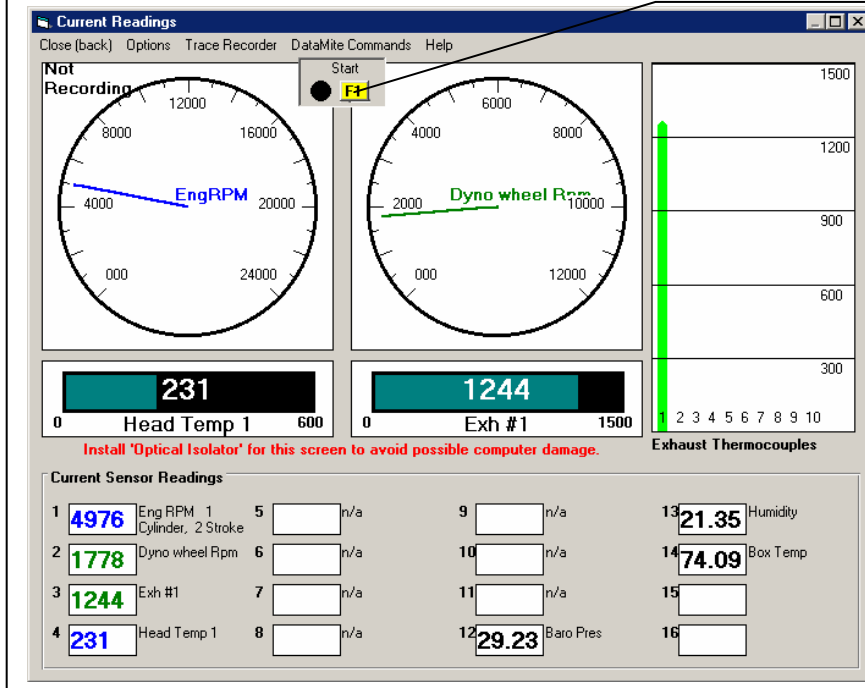 Current Readings
Close (back) Options Trace Recorder DataMite Commands Help
Not
Recording
Start
F1
12000
8000
16000
EngRPM
4000
20000
000
24000
6000
4000
8000
Dyno wheel Rpm
2000
10000
000
12000
1500
1200
900
600
300
1 2 3 4 5 6 7 8 9 10
Exhaust Thermocouples
231
0 Head Temp 1 600
1244
0 Exh #1 1500
Install 'Optical Isolator' for this screen to avoid possible computer damage.
Current Sensor Readings
1 4976 Eng RPM 1
Cylinder, 2 Stroke
2 1778 Dyno wheel Rpm
3 1244 Exh #1
4 231 Head Temp 1
5 n/a
6 n/a
7 n/a
8 n/a
9 n/a
10 n/a
11 n/a
12 29.23 Baro Pres
13 21.35 Humidity
14 74.09 Box Temp
15
16